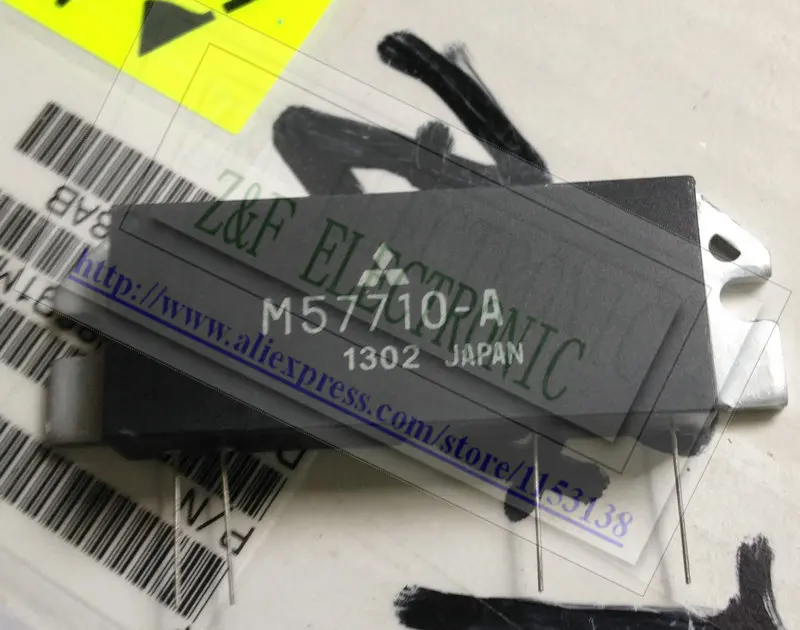 Z&F ELECTRONIC
M57710-A
1302 JAPAN
http://www.aliexpress.com/store/1153138
P/N